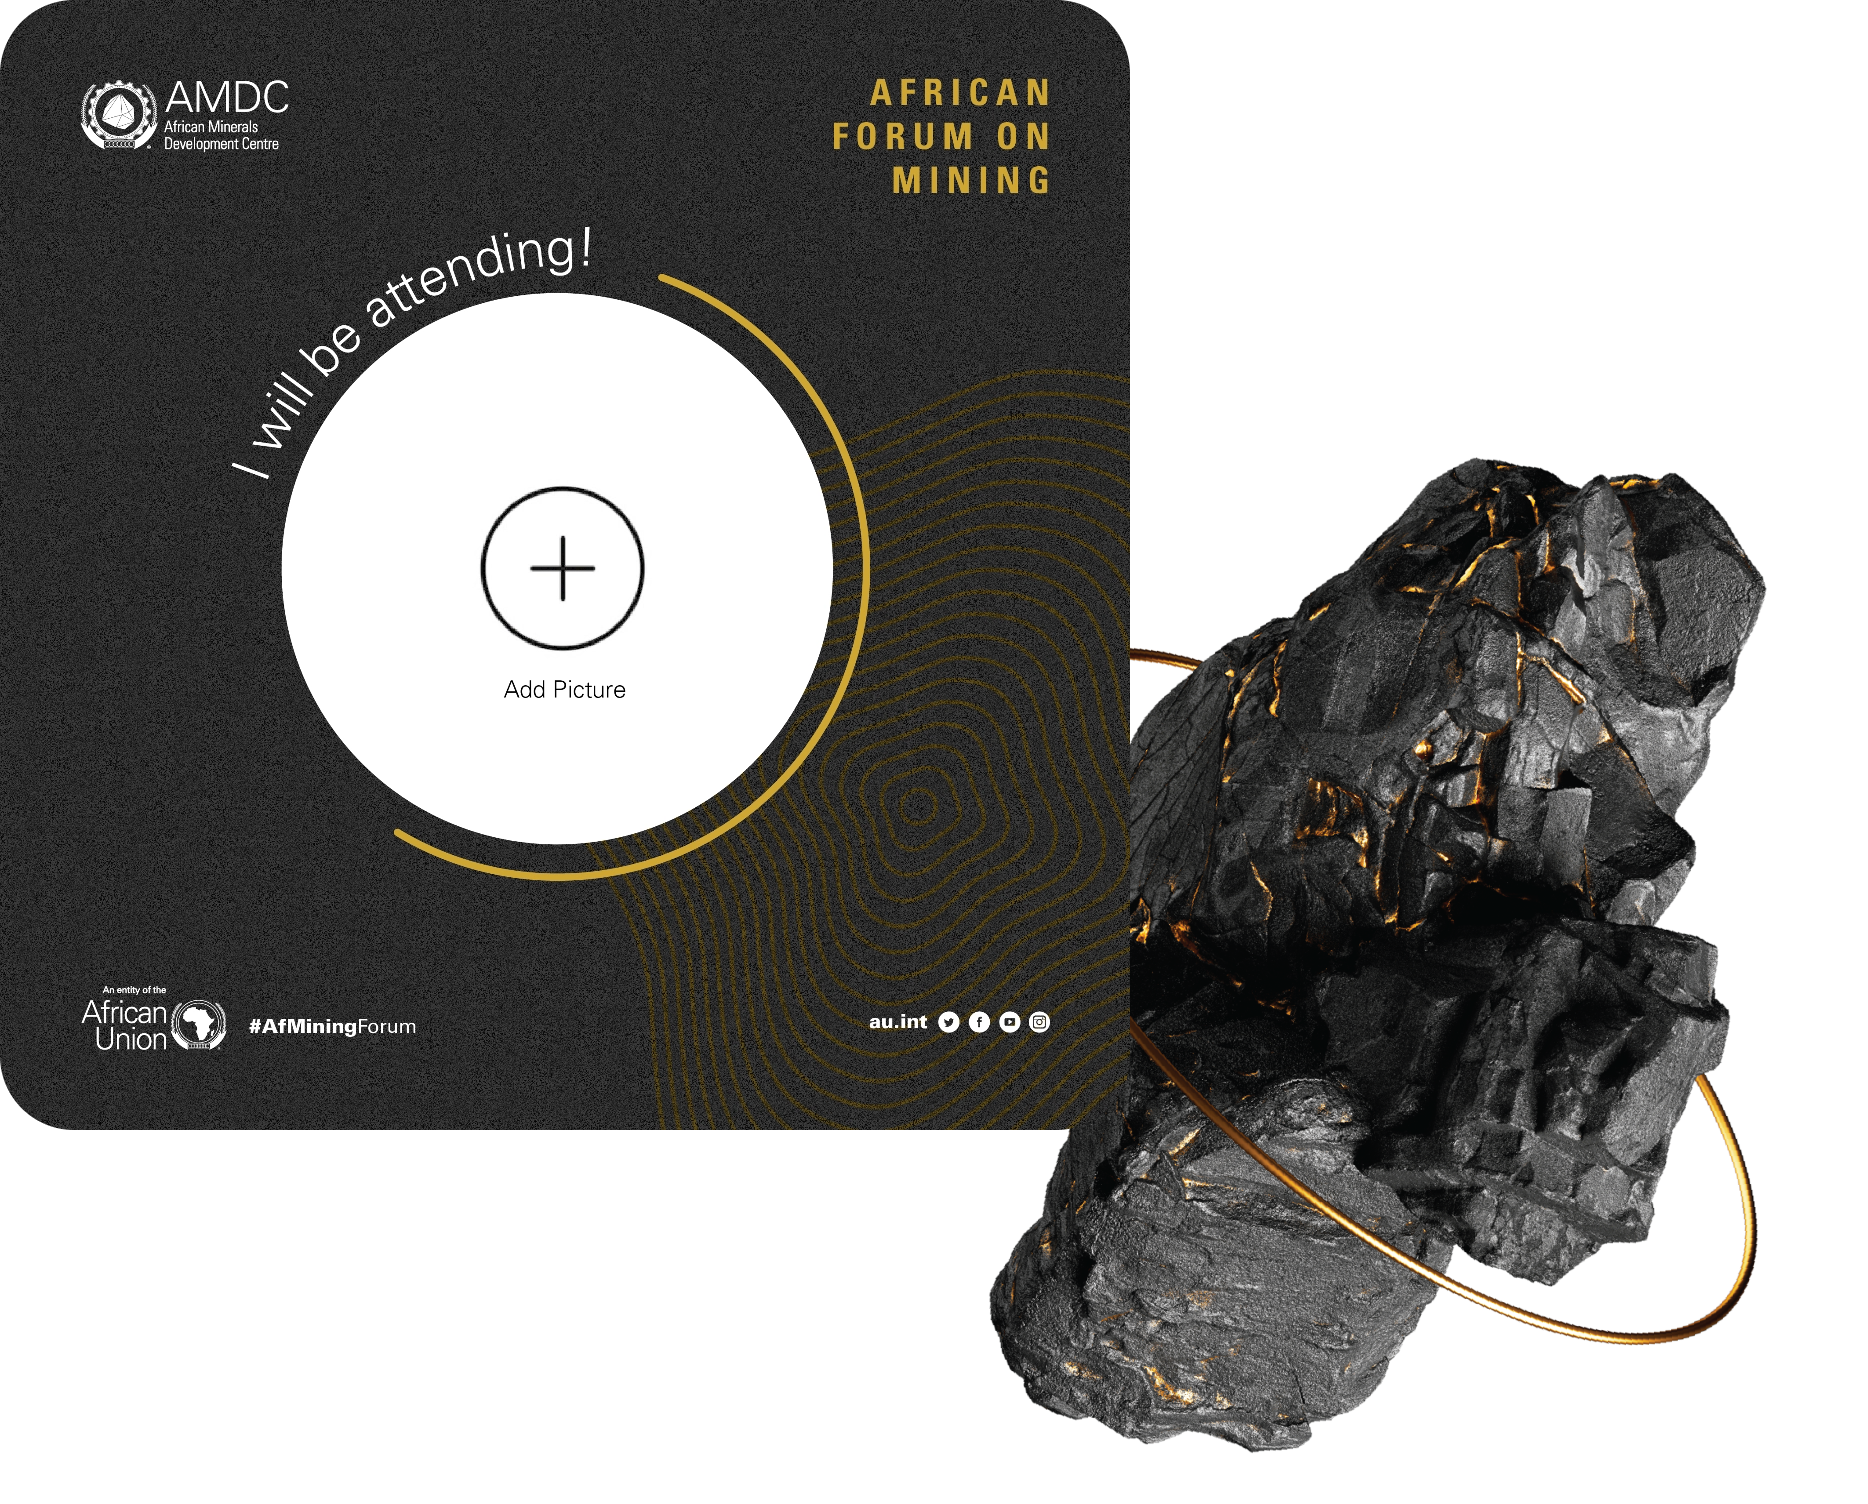 AMDC
African Minerals
Development Centre
AFRICAN
FORUM ON
MINING
I will be attending!
Add Picture
An entity of the
African
Union
#AfMiningForum
au.int